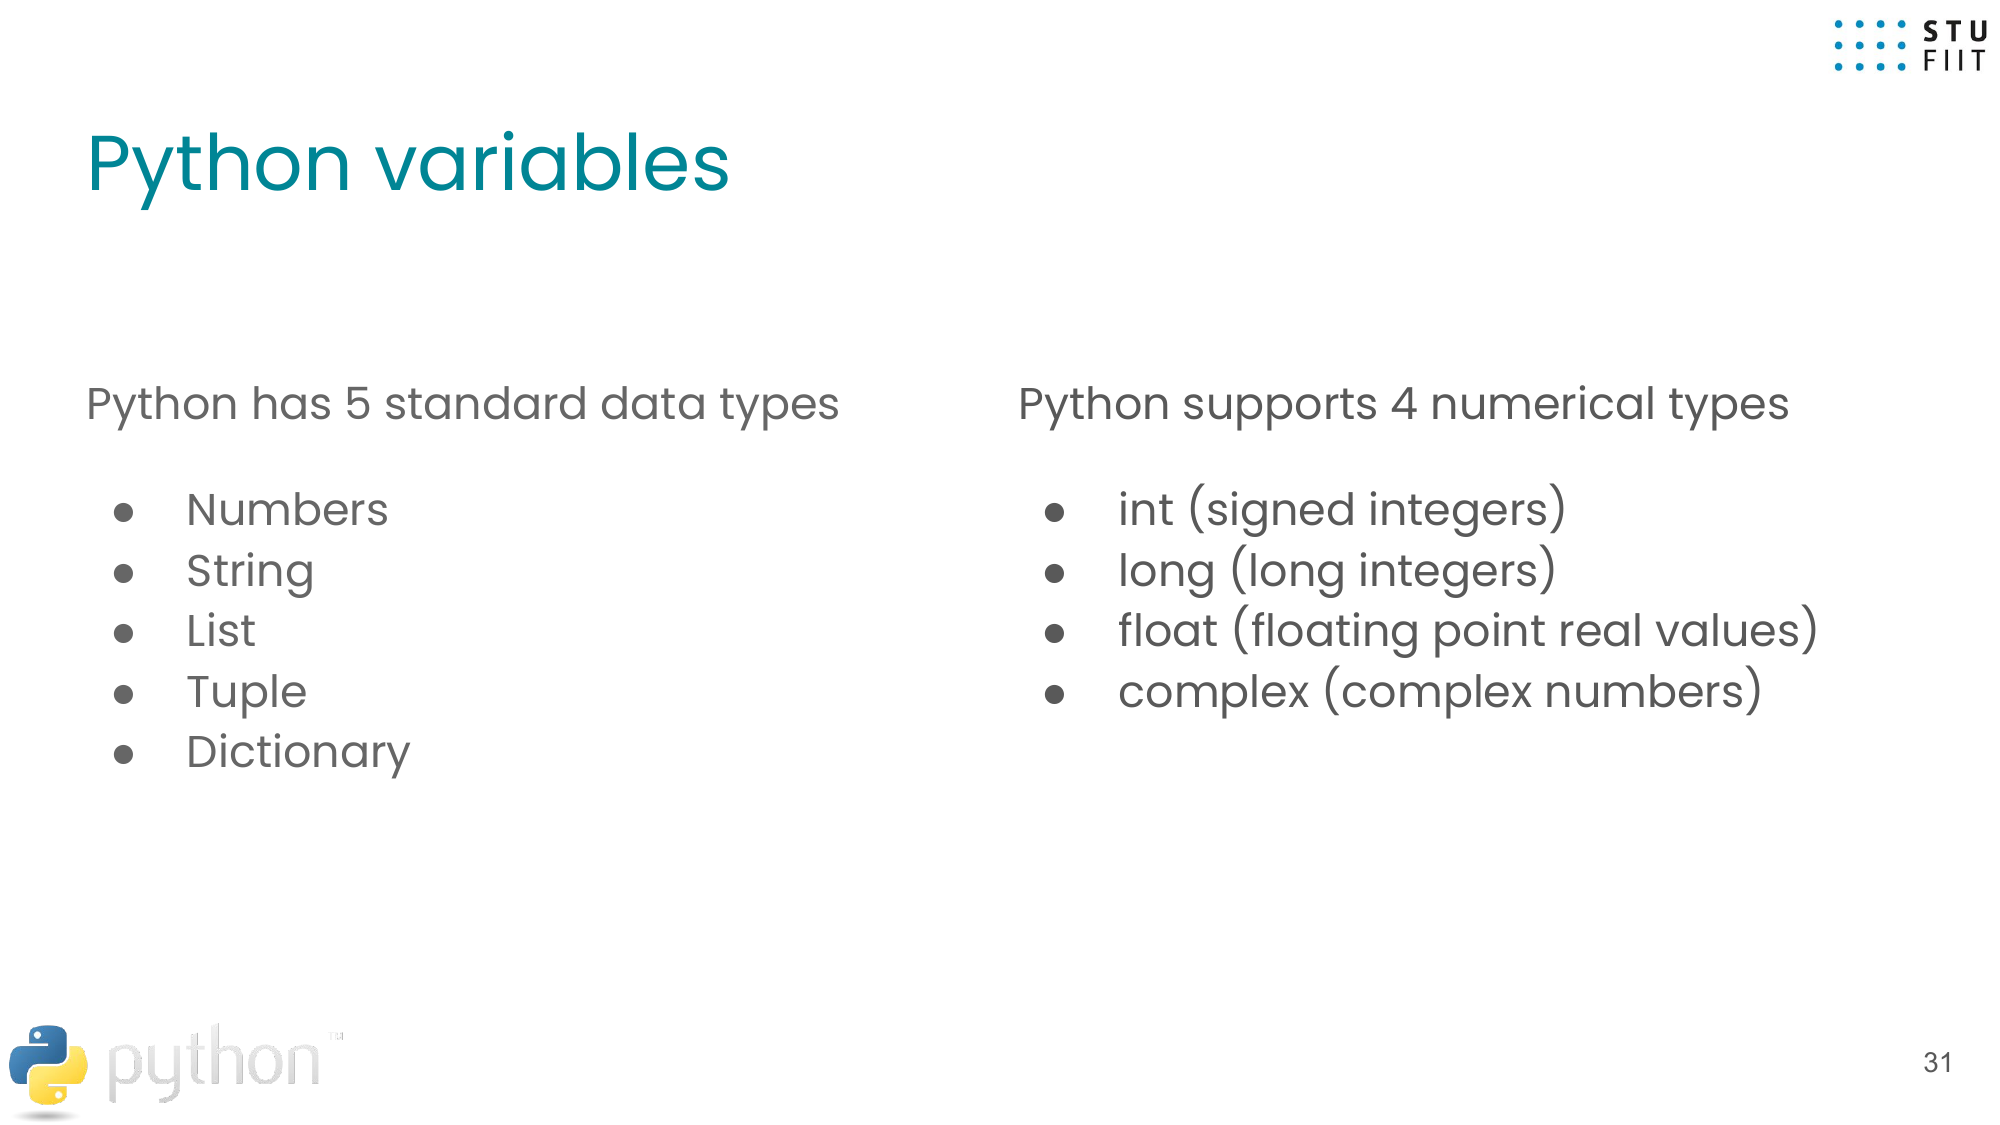 STU
FIIT
Python variables
Python has 5 standard data types
● Numbers
● String
● List
● Tuple
● Dictionary
Python supports 4 numerical types
● int (signed integers)
● long (long integers)
● float (floating point real values)
● complex (complex numbers)
python™
31